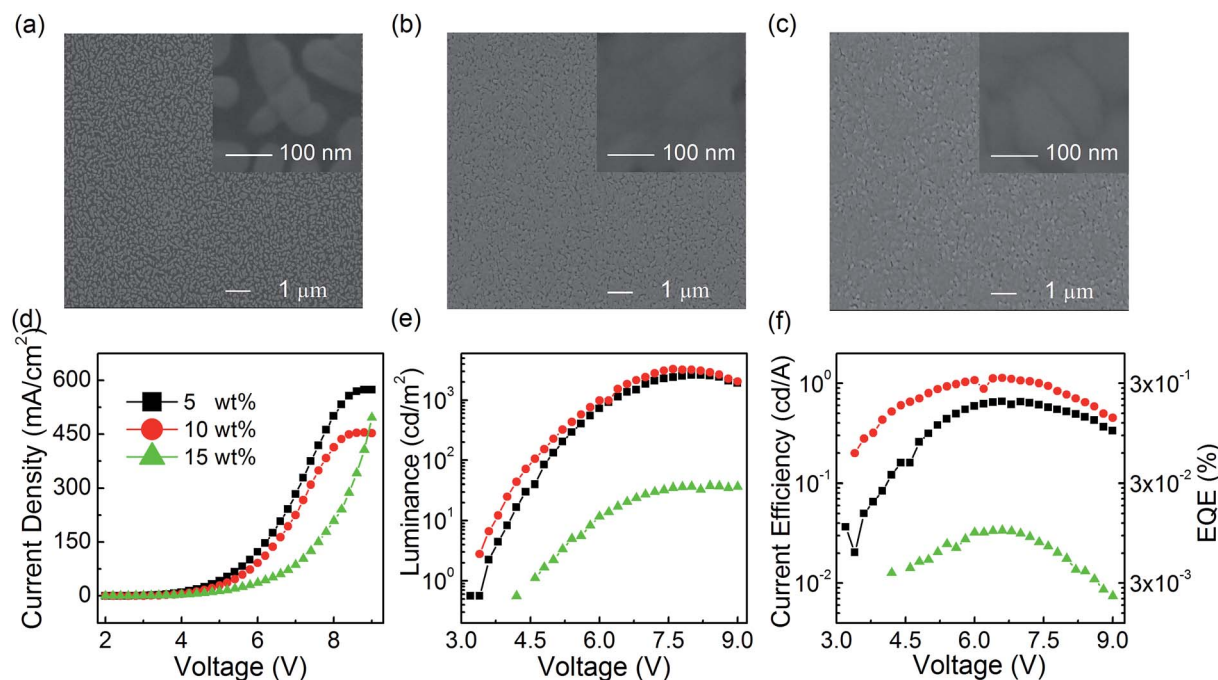 (a)
(b)
(c)
100 nm
100 nm
100 nm
1 μm
1 μm
1 μm
(d)
(e)
(f)
Current Density (mA/cm²)
600
450
300
150
0
5 wt%
10 wt%
15 wt%
2
4
6
8
Voltage (V)
Luminance (cd/m²)
10³
10²
10¹
10⁰
3.0
4.5
6.0
7.5
9.0
Voltage (V)
Current Efficiency (cd/A)
10⁰
10⁻¹
10⁻²
3.0
4.5
6.0
7.5
9.0
Voltage (V)
3x10⁻¹
3x10⁻²
3x10⁻³
EQE (%)